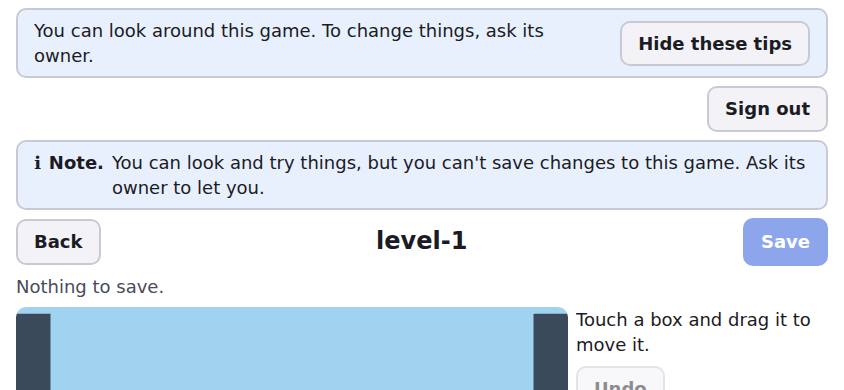 You can look around this game. To change things, ask its
owner.
Hide these tips
Sign out
ℹ Note. You can look and try things, but you can't save changes to this game. Ask its
owner to let you.
Back
level-1
Save
Nothing to save.
Touch a box and drag it to
move it.
Undo